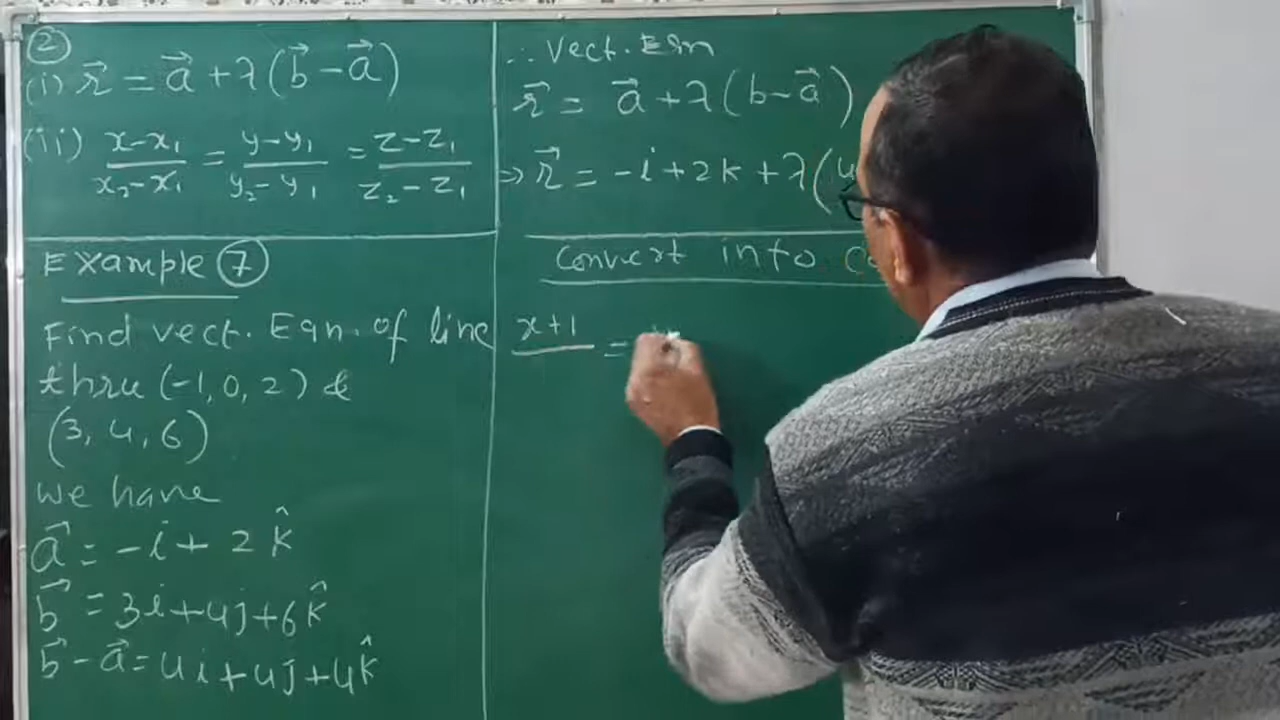 ②
(i) r⃗ = a⃗ + λ(b⃗ - a⃗)
(ii) x-x₁/x₂-x₁ = y-y₁/y₂-y₁ = z-z₁/z₂-z₁
Example ⑦
Find vect. Eqn. of line
thru (-1, 0, 2) &
(3, 4, 6)
we have
a⃗ = -i + 2k̂
b⃗ = 3i+4j+6k̂
b⃗ - a⃗ = 4i+4j+4k̂
∴ Vect. Eqn
r⃗ = a⃗ + λ(b-a⃗)
⇒ r⃗ = -i+2k+λ(4
Convert into
x+1 =